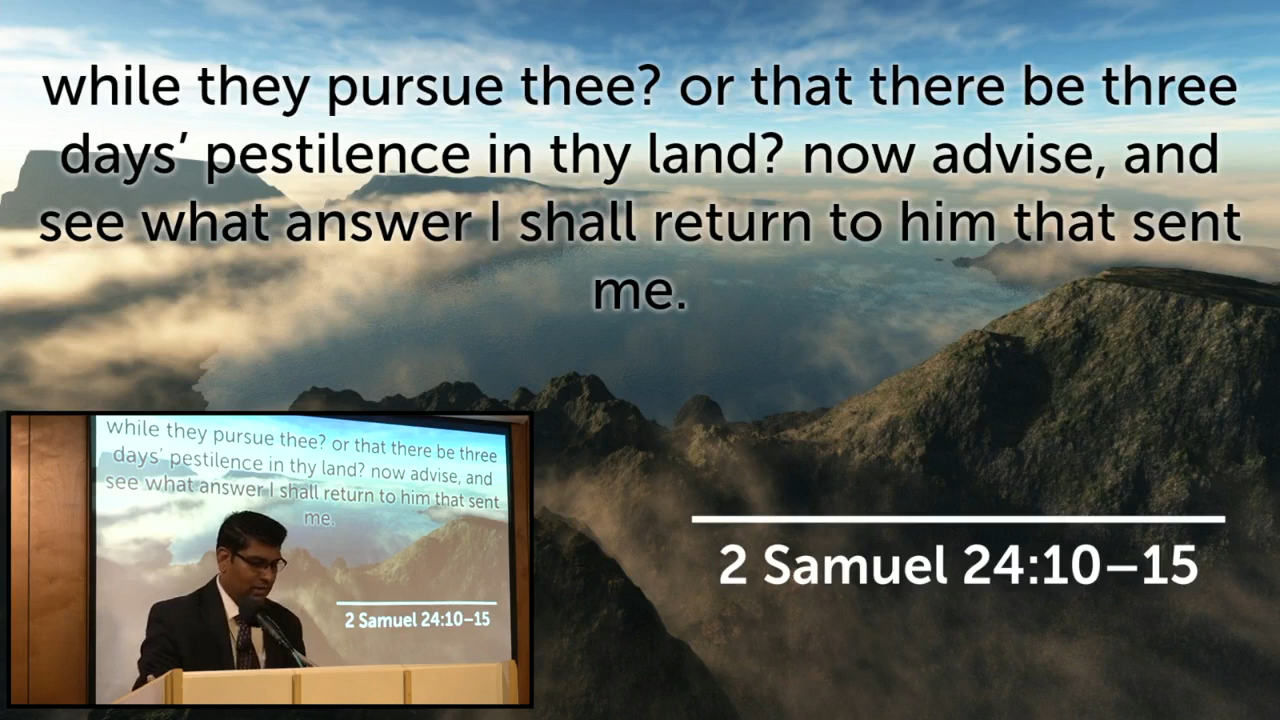 while they pursue thee? or that there be three
days’ pestilence in thy land? now advise, and
see what answer I shall return to him that sent
me.
2 Samuel 24:10–15
while they pursue thee? or that there be three
days’ pestilence in thy land? now advise, and
see what answer I shall return to him that sent
me.
2 Samuel 24:10–15